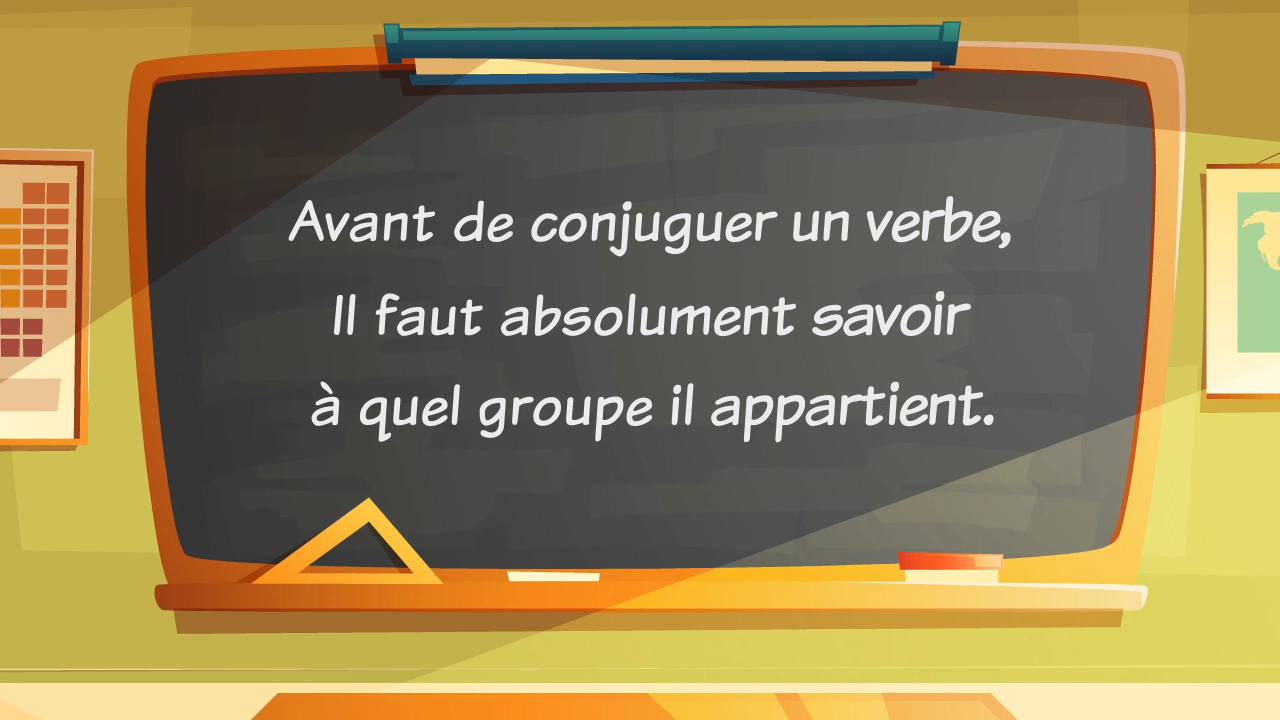 Avant de conjuguer un verbe,
Il faut absolument savoir
à quel groupe il appartient.